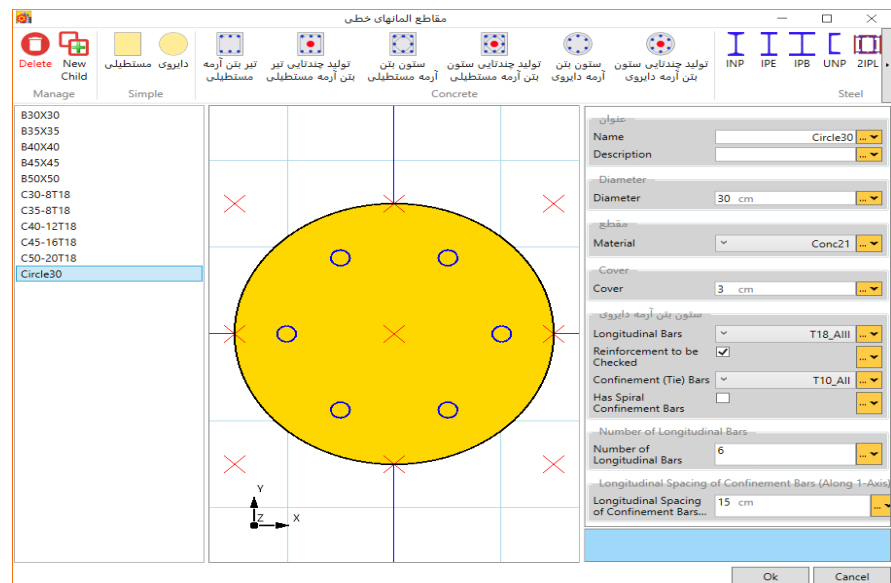 مقاطع المانهای خطی
Delete
New Child
مستطیلی
دایروی
تیر بتن آرمه مستطیلی
تولید چندتایی تیر بتن آرمه مستطیلی
ستون بتن آرمه مستطیلی
تولید چندتایی ستون بتن آرمه مستطیلی
ستون بتن آرمه دایروی
تولید چندتایی ستون بتن آرمه دایروی
INP
IPE
IPB
UNP
2IPL
Manage
Simple
Concrete
Steel
B30X30
B35X35
B40X40
B45X45
B50X50
C30-8T18
C35-8T18
C40-12T18
C45-16T18
C50-20T18
Circle30
Y
Z
X
عنوان
Name Circle30 ...
Description ...
Diameter
Diameter 30 cm ...
مقطع
Material Conc21 ...
Cover
Cover 3 cm ...
ستون بتن آرمه دایروی
Longitudinal Bars T18_AIII ...
Reinforcement to be
Checked ...
Confinement (Tie) Bars T10_AII ...
Has Spiral
Confinement Bars ...
Number of Longitudinal Bars
Number of
Longitudinal Bars 6 ...
Longitudinal Spacing of Confinement Bars (Along 1-Axis)
Longitudinal Spacing
of Confinement Bars... 15 cm ...
Ok
Cancel